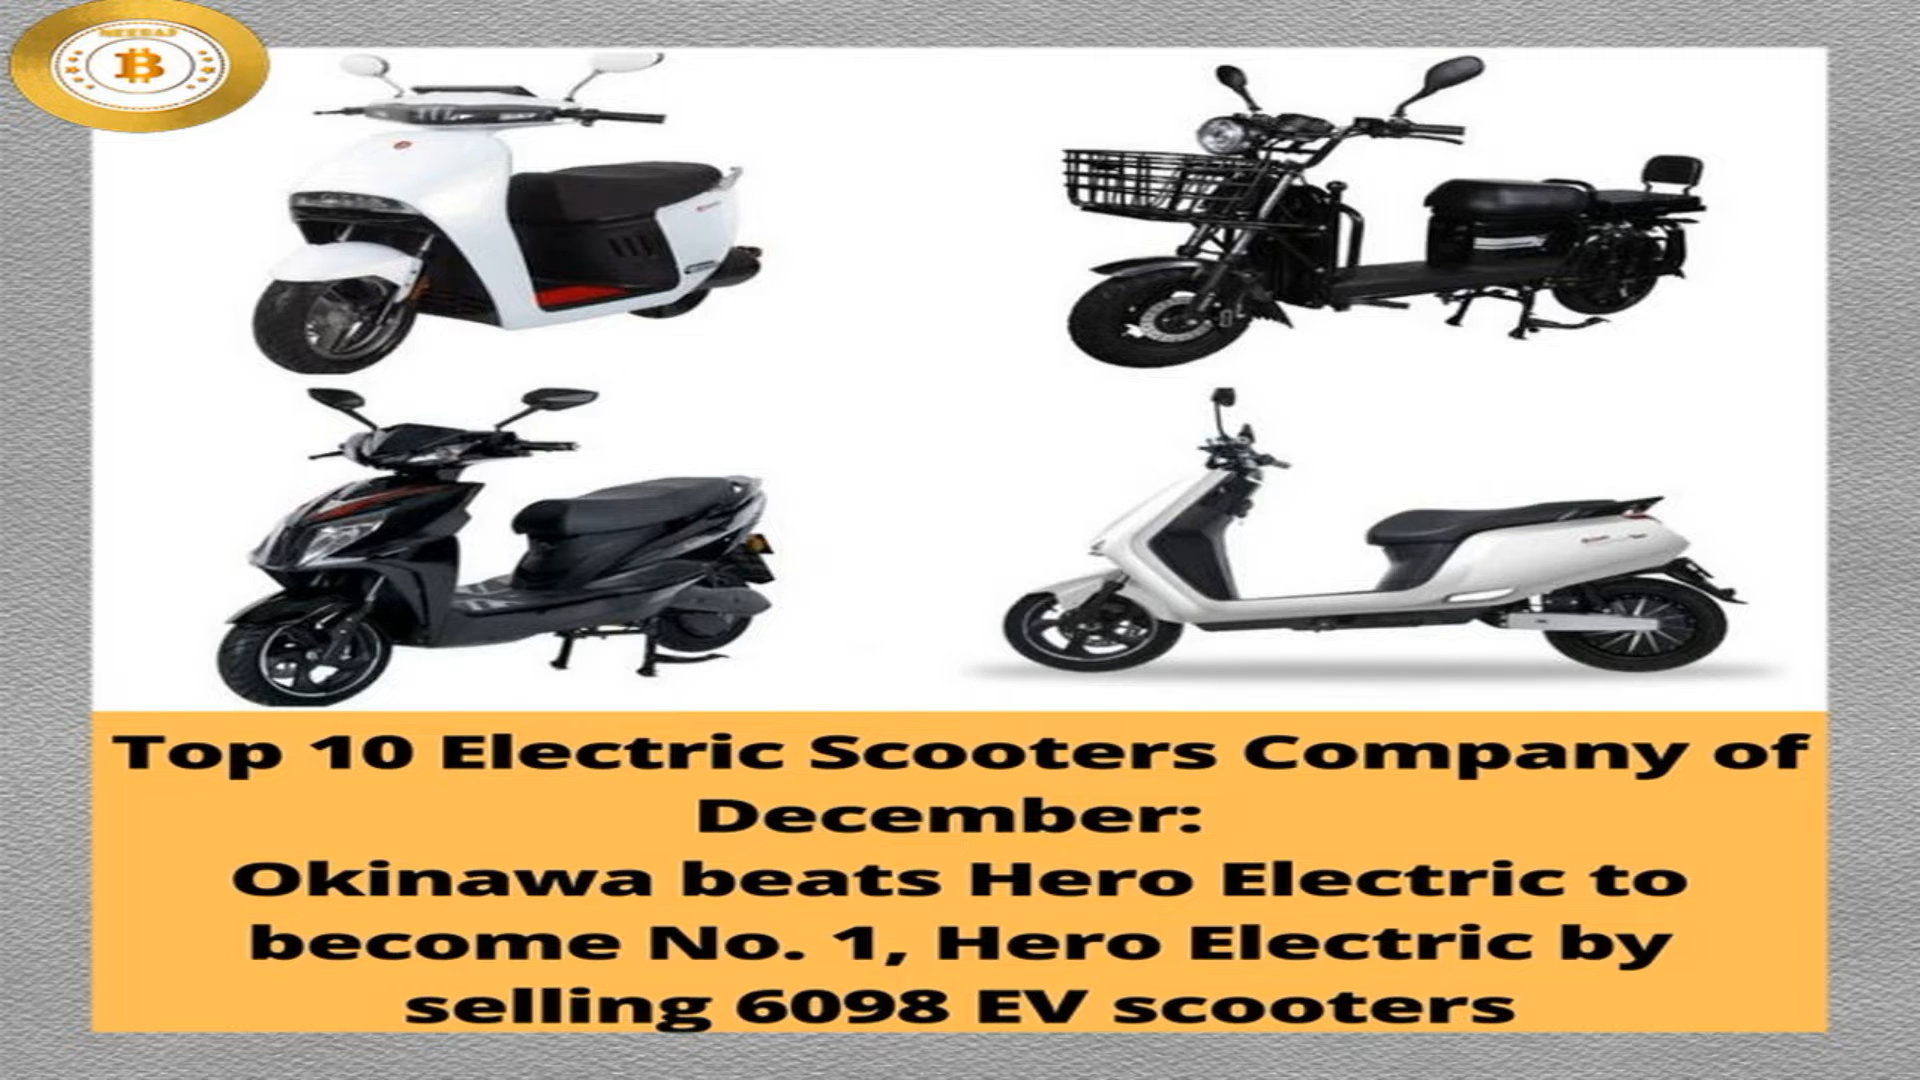 Top 10 Electric Scooters Company of
December:
Okinawa beats Hero Electric to
become No. 1, Hero Electric by
selling 6098 EV scooters